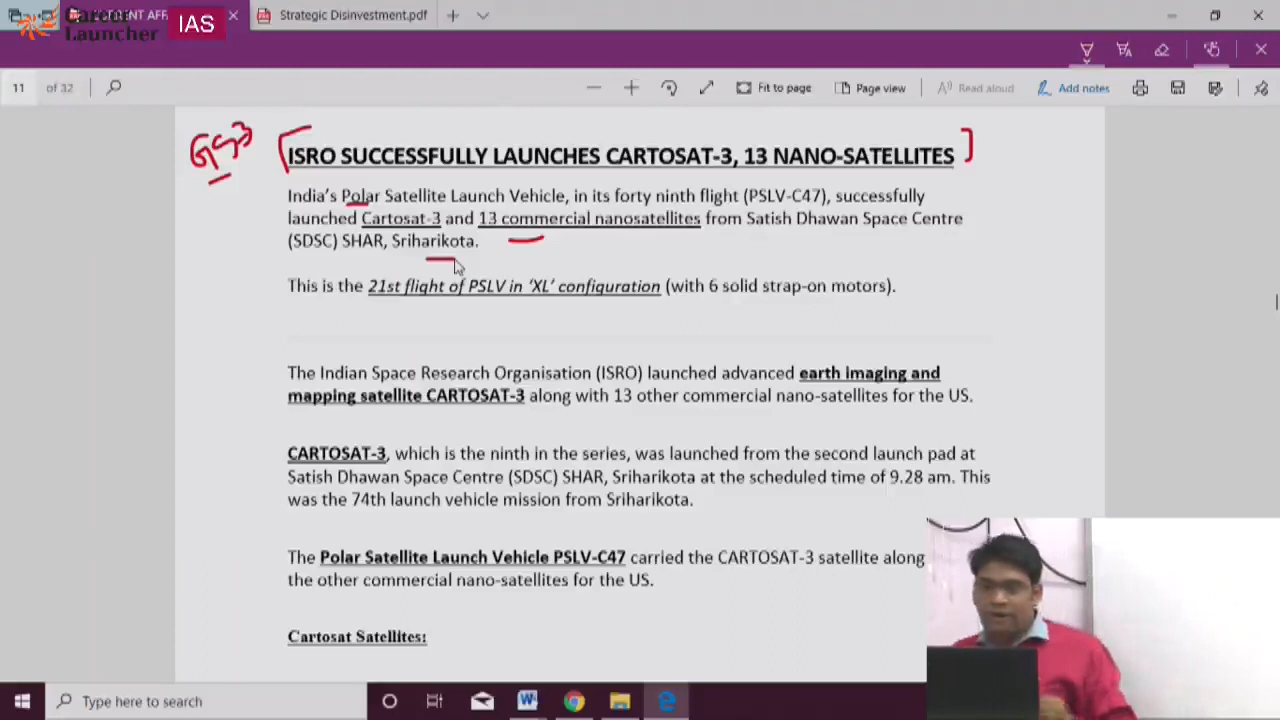 Career
Launcher
IAS
CURRENT AFF
Strategic Disinvestment.pdf
11
of 32
Fit to page
Page view
Read aloud
Add notes
GS3
ISRO SUCCESSFULLY LAUNCHES CARTOSAT-3, 13 NANO-SATELLITES
India's Polar Satellite Launch Vehicle, in its forty ninth flight (PSLV-C47), successfully
launched Cartosat-3 and 13 commercial nanosatellites from Satish Dhawan Space Centre
(SDSC) SHAR, Sriharikota.
This is the 21st flight of PSLV in 'XL' configuration (with 6 solid strap-on motors).
The Indian Space Research Organisation (ISRO) launched advanced earth imaging and
mapping satellite CARTOSAT-3 along with 13 other commercial nano-satellites for the US.
CARTOSAT-3, which is the ninth in the series, was launched from the second launch pad at
Satish Dhawan Space Centre (SDSC) SHAR, Sriharikota at the scheduled time of 9.28 am. This
was the 74th launch vehicle mission from Sriharikota.
The Polar Satellite Launch Vehicle PSLV-C47 carried the CARTOSAT-3 satellite along
the other commercial nano-satellites for the US.
Cartosat Satellites:
Type here to search